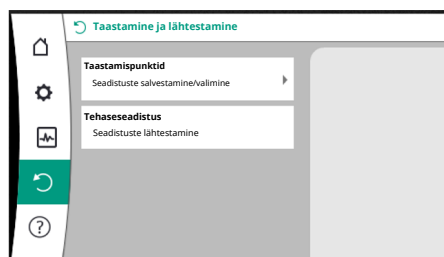 Taastamine ja lähtestamine
Taastamispunktid
Seadistuste salvestamine/valimine
Tehaseseadistus
Seadistuste lähtestamine
?